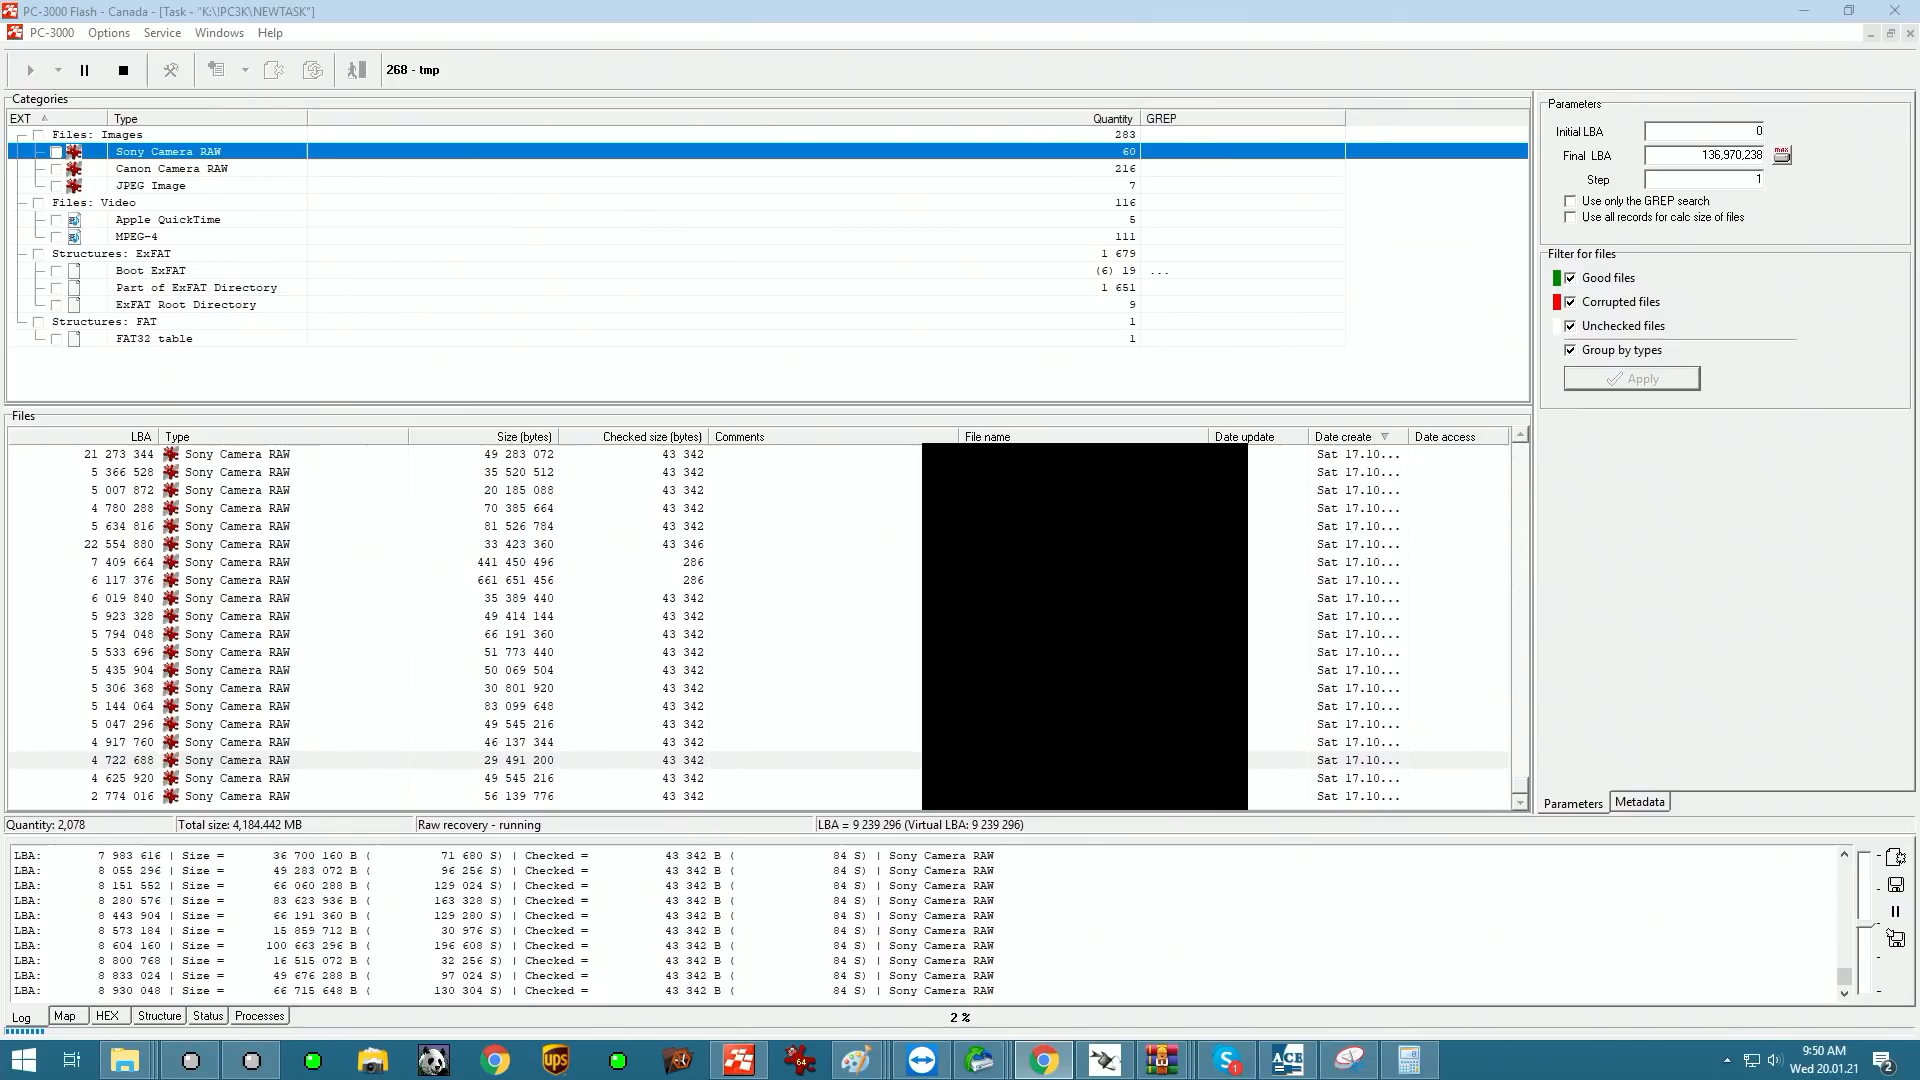 PC-3000 Flash - Canada - [Task - "K:\!PC3K\NEWTASK"]
PC-3000 Options Service Windows Help
268 - tmp
Categories
EXT Type Quantity GREP
Files: Images 283
Sony Camera RAW 60
Canon Camera RAW 216
JPEG Image 7
Files: Video 116
Apple QuickTime 5
MPEG-4 111
Structures: ExFAT 1 679
Boot ExFAT (6) 19 ...
Part of ExFAT Directory 1 651
ExFAT Root Directory 9
Structures: FAT 1
FAT32 table 1
Parameters
Initial LBA 0
Final LBA 136,970,238 max
Step 1
Use only the GREP search
Use all records for calc size of files
Filter for files
Good files
Corrupted files
Unchecked files
Group by types
Apply
Parameters Metadata
Files
LBA Type Size (bytes) Checked size (bytes) Comments File name Date update Date create Date access
21 273 344 Sony Camera RAW 49 283 072 43 342 Sat 17.10...
5 366 528 Sony Camera RAW 35 520 512 43 342 Sat 17.10...
5 007 872 Sony Camera RAW 20 185 088 43 342 Sat 17.10...
4 780 288 Sony Camera RAW 70 385 664 43 342 Sat 17.10...
5 634 816 Sony Camera RAW 81 526 784 43 342 Sat 17.10...
22 554 880 Sony Camera RAW 33 423 360 43 346 Sat 17.10...
7 409 664 Sony Camera RAW 441 450 496 286 Sat 17.10...
6 117 376 Sony Camera RAW 661 651 456 286 Sat 17.10...
6 019 840 Sony Camera RAW 35 389 440 43 342 Sat 17.10...
5 923 328 Sony Camera RAW 49 414 144 43 342 Sat 17.10...
5 794 048 Sony Camera RAW 66 191 360 43 342 Sat 17.10...
5 533 696 Sony Camera RAW 51 773 440 43 342 Sat 17.10...
5 435 904 Sony Camera RAW 50 069 504 43 342 Sat 17.10...
5 306 368 Sony Camera RAW 30 801 920 43 342 Sat 17.10...
5 144 064 Sony Camera RAW 83 099 648 43 342 Sat 17.10...
5 047 296 Sony Camera RAW 49 545 216 43 342 Sat 17.10...
4 917 760 Sony Camera RAW 46 137 344 43 342 Sat 17.10...
4 722 688 Sony Camera RAW 29 491 200 43 342 Sat 17.10...
4 625 920 Sony Camera RAW 49 545 216 43 342 Sat 17.10...
2 774 016 Sony Camera RAW 56 139 776 43 342 Sat 17.10...
Quantity: 2,078 Total size: 4,184.442 MB Raw recovery - running LBA = 9 239 296 (Virtual LBA: 9 239 296)
LBA: 7 983 616 | Size = 36 700 160 B ( 71 680 S) | Checked = 43 342 B ( 84 S) | Sony Camera RAW
LBA: 8 055 296 | Size = 49 283 072 B ( 96 256 S) | Checked = 43 342 B ( 84 S) | Sony Camera RAW
LBA: 8 151 552 | Size = 66 060 288 B ( 129 024 S) | Checked = 43 342 B ( 84 S) | Sony Camera RAW
LBA: 8 280 576 | Size = 83 623 936 B ( 163 328 S) | Checked = 43 342 B ( 84 S) | Sony Camera RAW
LBA: 8 443 904 | Size = 66 191 360 B ( 129 280 S) | Checked = 43 342 B ( 84 S) | Sony Camera RAW
LBA: 8 573 184 | Size = 15 859 712 B ( 30 976 S) | Checked = 43 342 B ( 84 S) | Sony Camera RAW
LBA: 8 604 160 | Size = 100 663 296 B ( 196 608 S) | Checked = 43 342 B ( 84 S) | Sony Camera RAW
LBA: 8 800 768 | Size = 16 515 072 B ( 32 256 S) | Checked = 43 342 B ( 84 S) | Sony Camera RAW
LBA: 8 833 024 | Size = 49 676 288 B ( 97 024 S) | Checked = 43 342 B ( 84 S) | Sony Camera RAW
LBA: 8 930 048 | Size = 66 715 648 B ( 130 304 S) | Checked = 43 342 B ( 84 S) | Sony Camera RAW
Log Map HEX Structure Status Processes 2 %
ups 64 S 1 ACE
9:50 AM
Wed 20.01.21 2